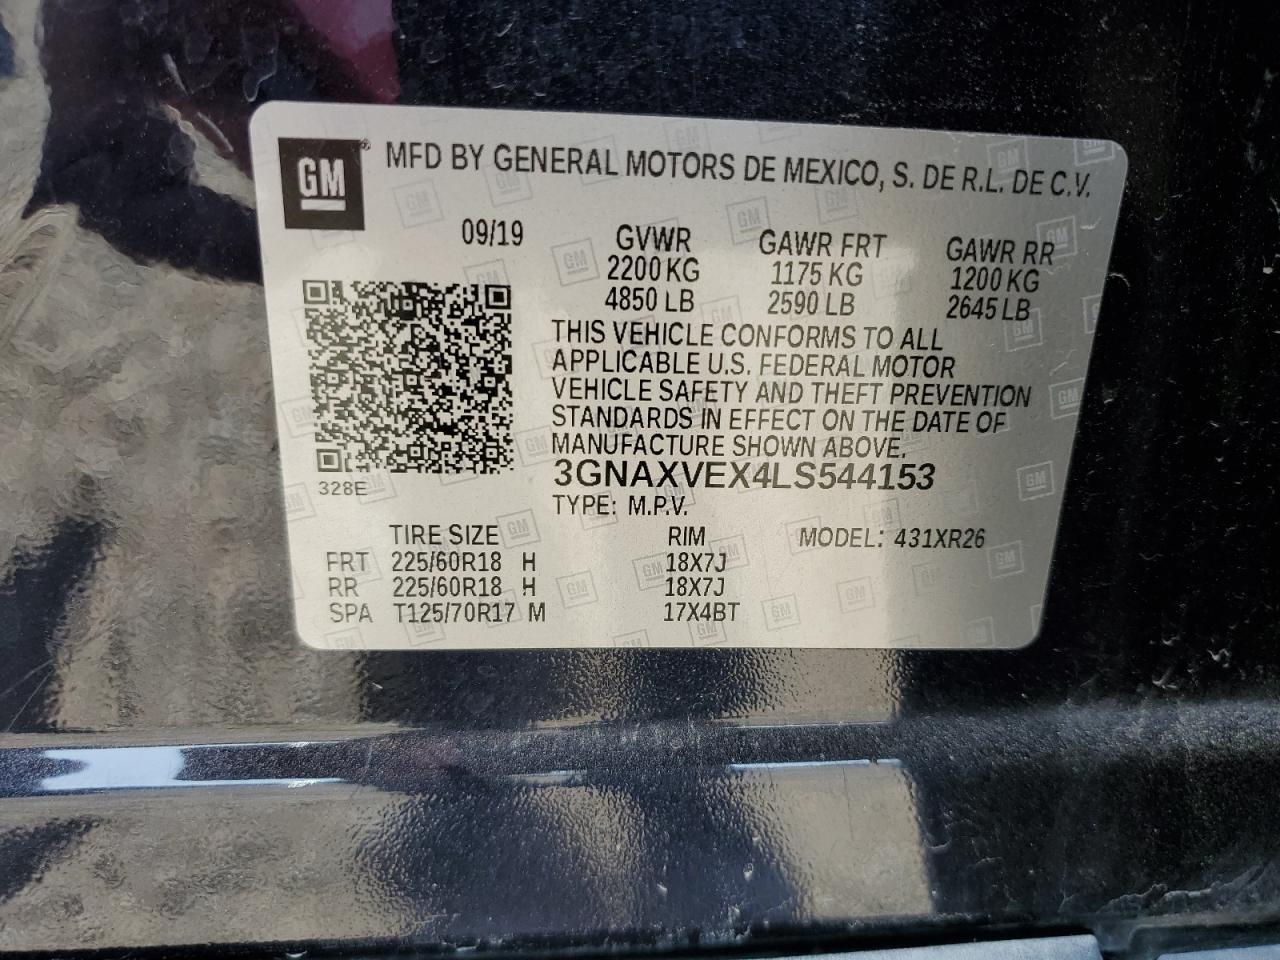 GM® MFD BY GENERAL MOTORS DE MEXICO, S. DE R.L. DE C.V.
09/19 GVWR GAWR FRT GAWR RR
2200 KG 1175 KG 1200 KG
4850 LB 2590 LB 2645 LB
THIS VEHICLE CONFORMS TO ALL
APPLICABLE U.S. FEDERAL MOTOR
VEHICLE SAFETY AND THEFT PREVENTION
STANDARDS IN EFFECT ON THE DATE OF
MANUFACTURE SHOWN ABOVE.
3GNAXVEX4LS544153
328E
TYPE: M.P.V.
TIRE SIZE RIM MODEL: 431XR26
FRT 225/60R18 H 18X7J
RR 225/60R18 H 18X7J
SPA T125/70R17 M 17X4BT